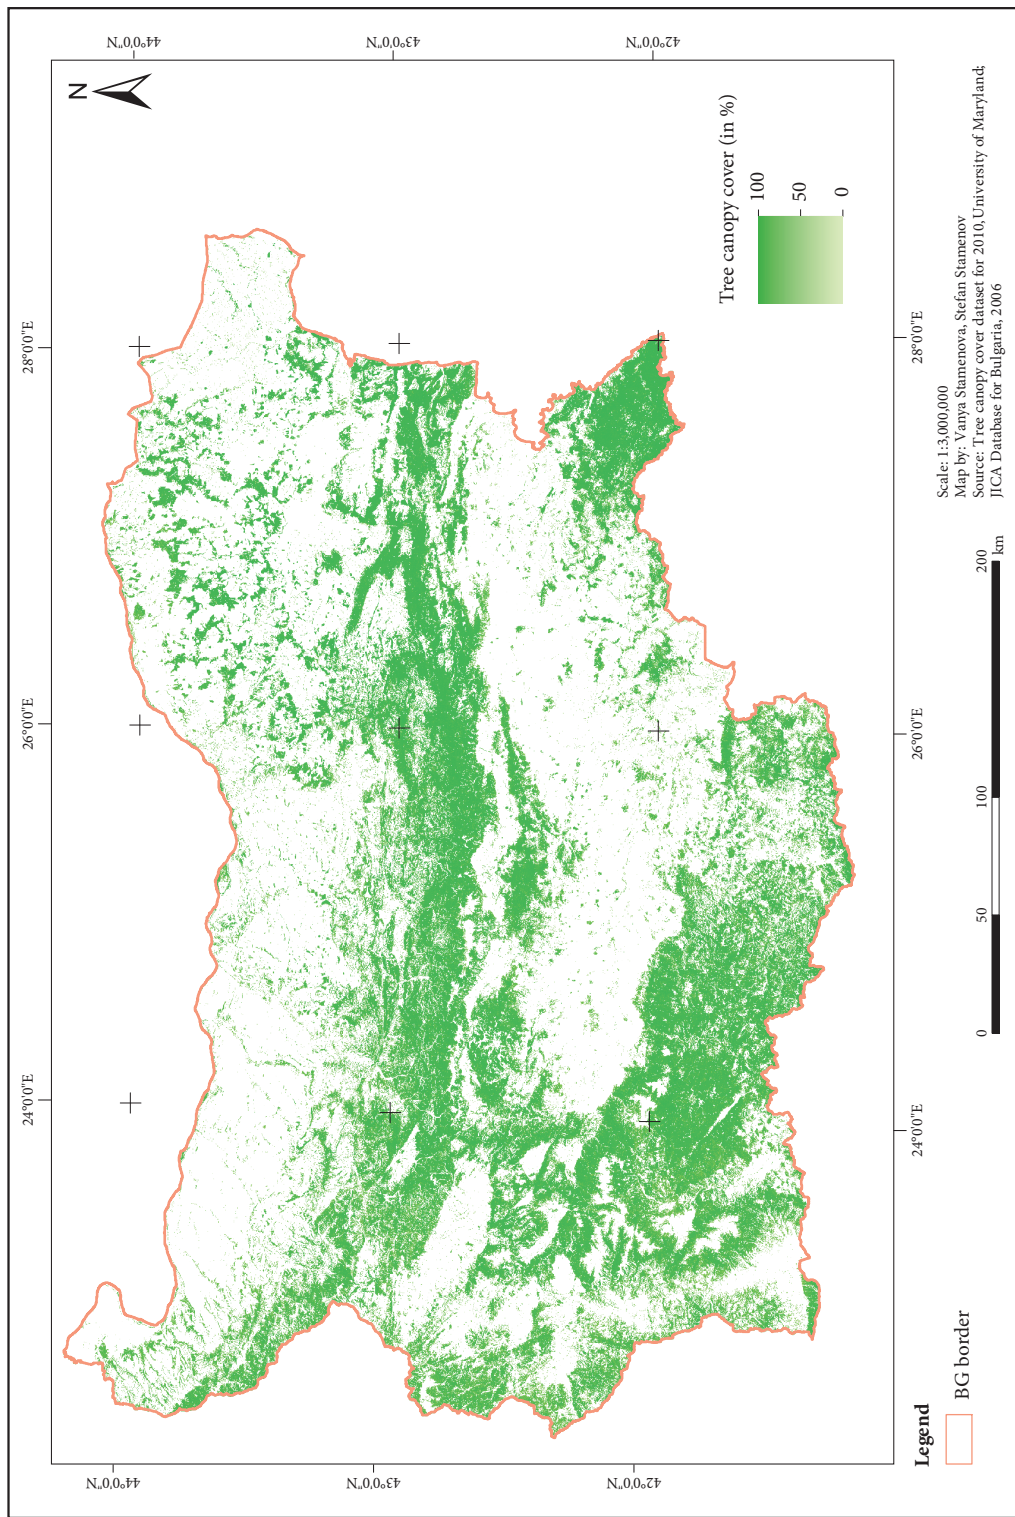 44°0'0"N
43°0'0"N
42°0'0"N
N
28°0'0"E
26°0'0"E
24°0'0"E
Tree canopy cover (in %)
100
50
0
28°0'0"E
26°0'0"E
24°0'0"E
44°0'0"N
43°0'0"N
42°0'0"N
Legend
BG border
0
50
100
200
km
Scale: 1:3,000,000
Map by: Vanya Stamenova, Stefan Stamenov
Source: Tree canopy cover dataset for 2010, University of Maryland;
JICA Database for Bulgaria, 2006